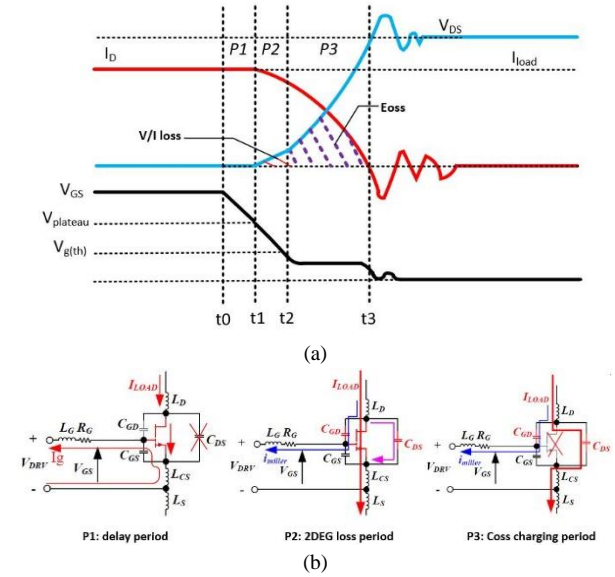 P1 P2 P3
V_DS
I_D
I_load
Eoss
V/I loss
V_GS
V_plateau
V_g(th)
t0 t1 t2 t3
(a)
I_LOAD
L_D
L_G R_G
C_GD
C_DS
+
C_GS
Ig
V_DRV
V_GS
L_CS
-
L_S
P1: delay period
I_LOAD
L_D
L_G R_G
C_GD
C_DS
+
i_miller
C_GS
V_DRV
V_GS
L_CS
-
L_S
P2: 2DEG loss period
I_LOAD
L_D
L_G R_G
C_GD
C_DS
+
i_miller
C_GS
V_DRV
V_GS
L_CS
-
L_S
P3: Coss charging period
(b)